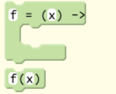 f = (x) ->
f(x)